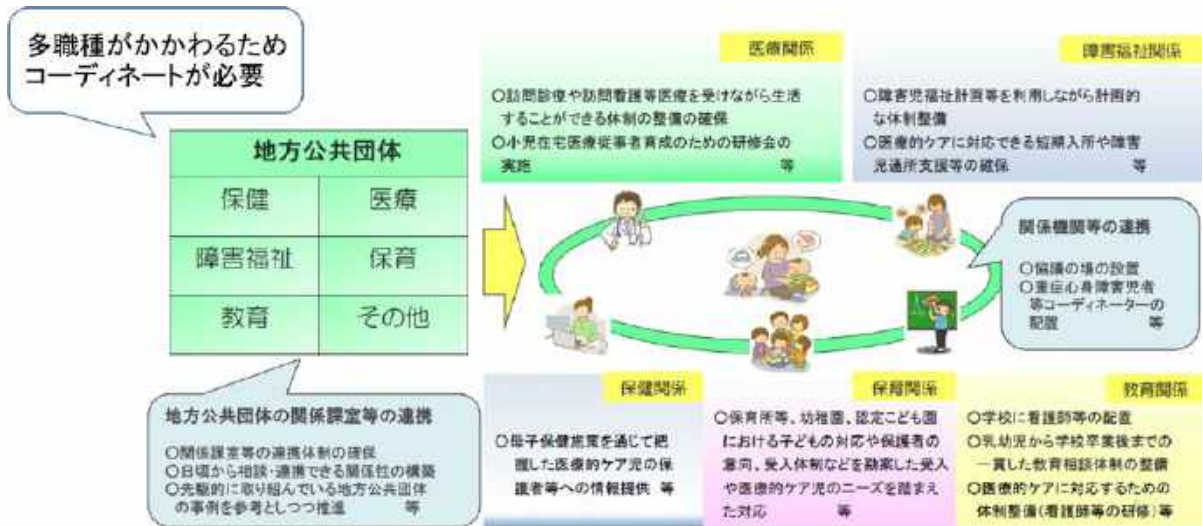 多職種がかかわるため
コーディネートが必要
地方公共団体
保健
医療
障害福祉
保育
教育
その他
地方公共団体の関係課室等の連携
〇関係課室等の連携体制の確保
〇日頃から相談・連携できる関係性の構築
〇先駆的に取り組んでいる地方公共団体
の事例を参考としつつ推進 等
医療関係
〇訪問診療や訪問看護等医療を受けながら生活
することができる体制の整備の確保
〇小児在宅医療従事者育成のための研修会の
実施 等
障害福祉関係
〇障害児福祉計画等を利用しながら計画的
な体制整備
〇医療的ケアに対応できる短期入所や障害
児通所支援等の確保 等
関係機関等の連携
〇協議の場の設置
〇重症心身障害児者
等コーディネーターの
配置 等
保健関係
〇母子保健施策を通じて把
握した医療的ケア児の保
護者等への情報提供 等
保育関係
〇保育所等、幼稚園、認定こども園
における子どもの対応や保護者の
意向、受入体制などを勘案した受入
や医療的ケア児のニーズを踏まえ
た対応 等
教育関係
〇学校に看護師等の配置
〇乳幼児から学校卒業後までの
一貫した教育相談体制の整備
〇医療的ケアに対応するための
体制整備(看護師等の研修)等